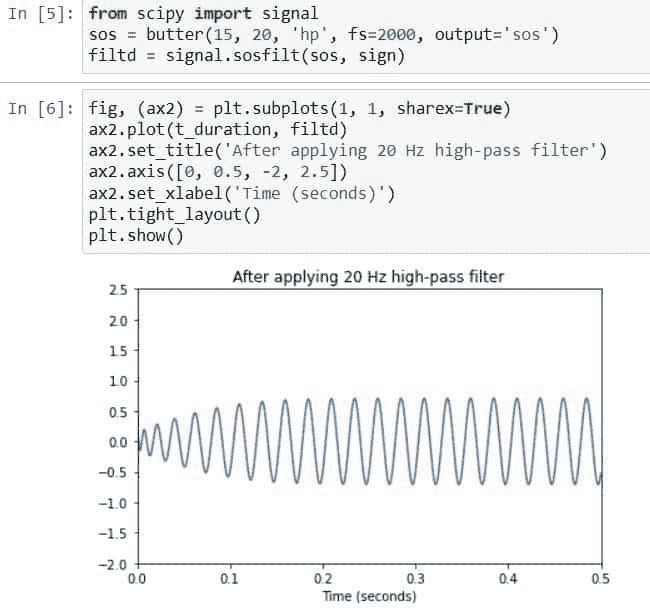 In [5]: from scipy import signal
sos = butter(15, 20, 'hp', fs=2000, output='sos')
filtd = signal.sosfilt(sos, sign)
In [6]: fig, (ax2) = plt.subplots(1, 1, sharex=True)
ax2.plot(t_duration, filtd)
ax2.set_title('After applying 20 Hz high-pass filter')
ax2.axis([0, 0.5, -2, 2.5])
ax2.set_xlabel('Time (seconds)')
plt.tight_layout()
plt.show()
After applying 20 Hz high-pass filter
2.5
2.0
1.5
1.0
0.5
0.0
−0.5
−1.0
−1.5
−2.0
0.0 0.1 0.2 0.3 0.4 0.5
Time (seconds)